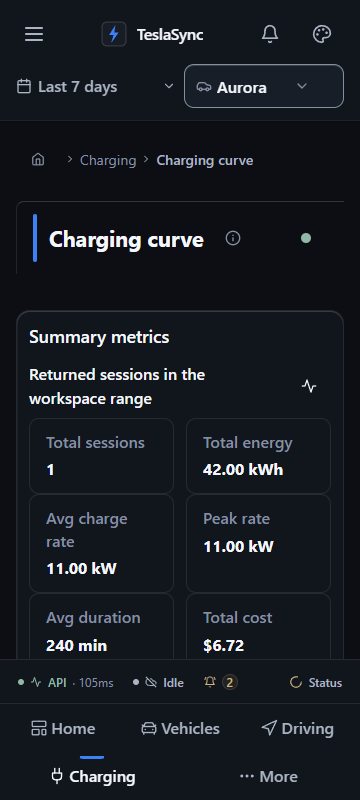 TeslaSync
Last 7 days
Aurora
Charging
Charging curve
Charging curve
Summary metrics
Returned sessions in the
workspace range
Total sessions
1
Total energy
42.00 kWh
Avg charge
rate
11.00 kW
Peak rate
11.00 kW
Avg duration
240 min
Total cost
$6.72
API · 105ms
Idle
2
Status
Home
Vehicles
Driving
Charging
More